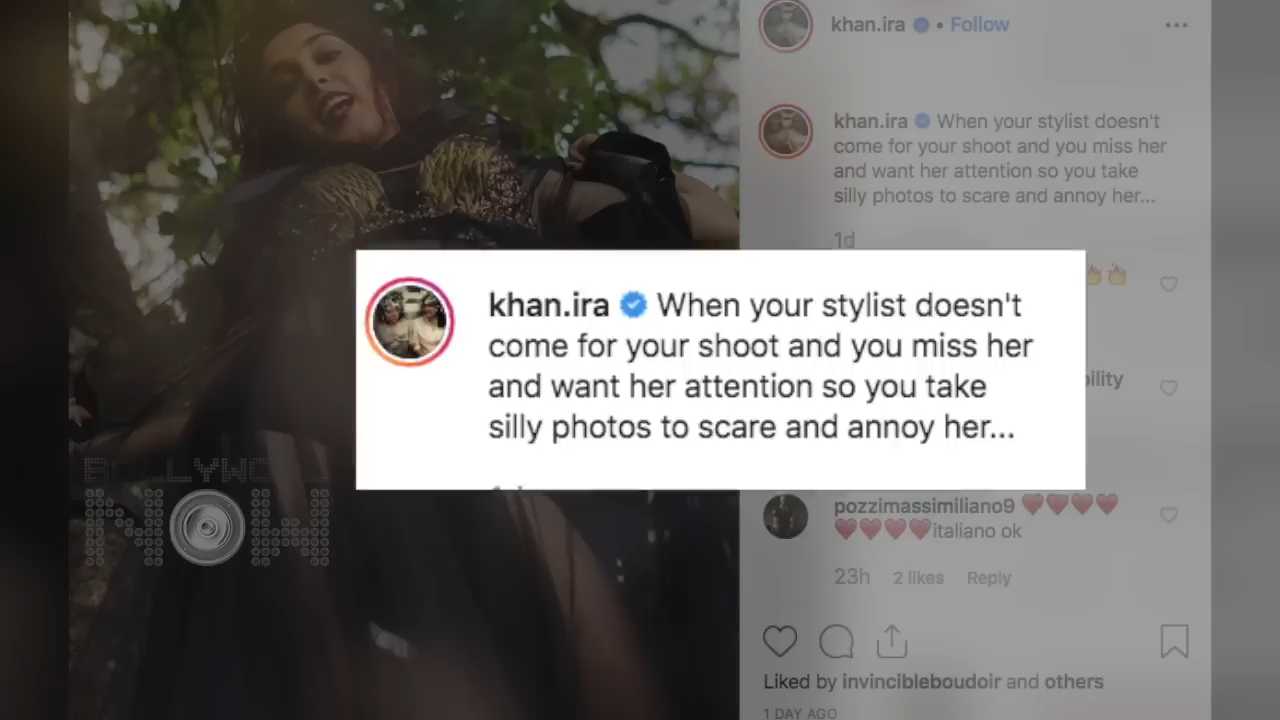 khan.ira • Follow
khan.ira When your stylist doesn't
come for your shoot and you miss her
and want her attention so you take
silly photos to scare and annoy her...
1d
khan.ira When your stylist doesn't
come for your shoot and you miss her
and want her attention so you take
silly photos to scare and annoy her...
BOLLYWOOD
NOW
pozzimassimiliano9
italiano ok
23h 2 likes Reply
Liked by invincibleboudoir and others
1 DAY AGO